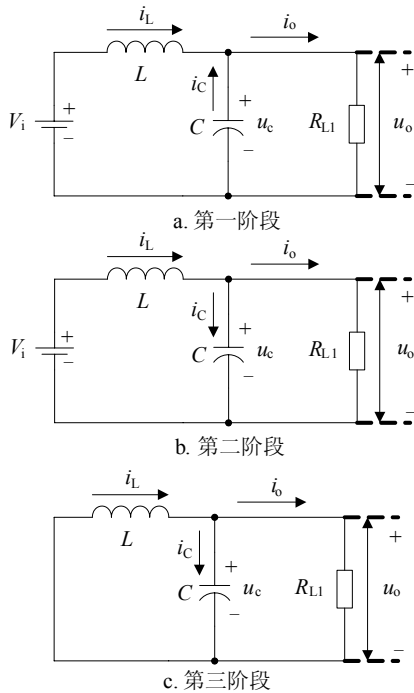 i_L i_o
L
i_C + +
V_i + − C u_c R_L1 u_o
− −
a. 第一阶段
i_L i_o
L
i_C + +
V_i + − C u_c R_L1 u_o
− −
b. 第二阶段
i_L i_o
L
i_C + +
C u_c R_L1 u_o
− −
c. 第三阶段